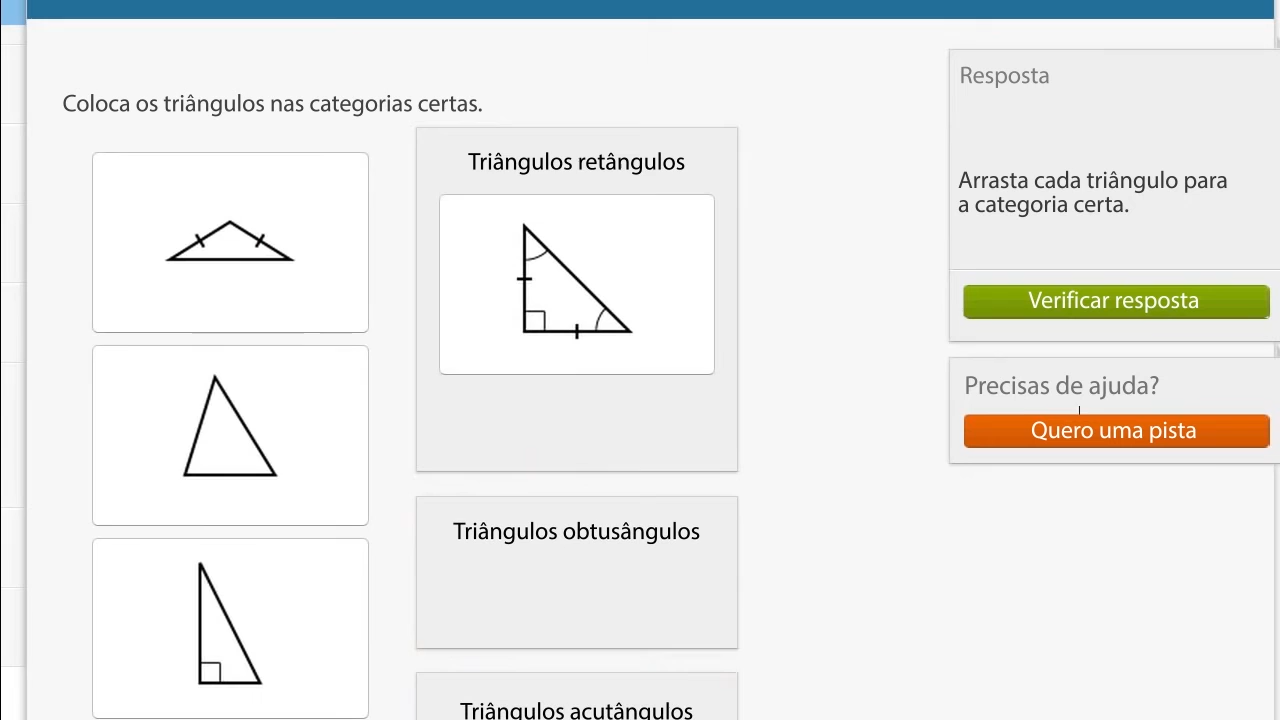 Coloca os triângulos nas categorias certas.
Triângulos retângulos
Triângulos obtusângulos
Triângulos acutângulos
Resposta
Arrasta cada triângulo para
a categoria certa.
Verificar resposta
Precisas de ajuda?
Quero uma pista